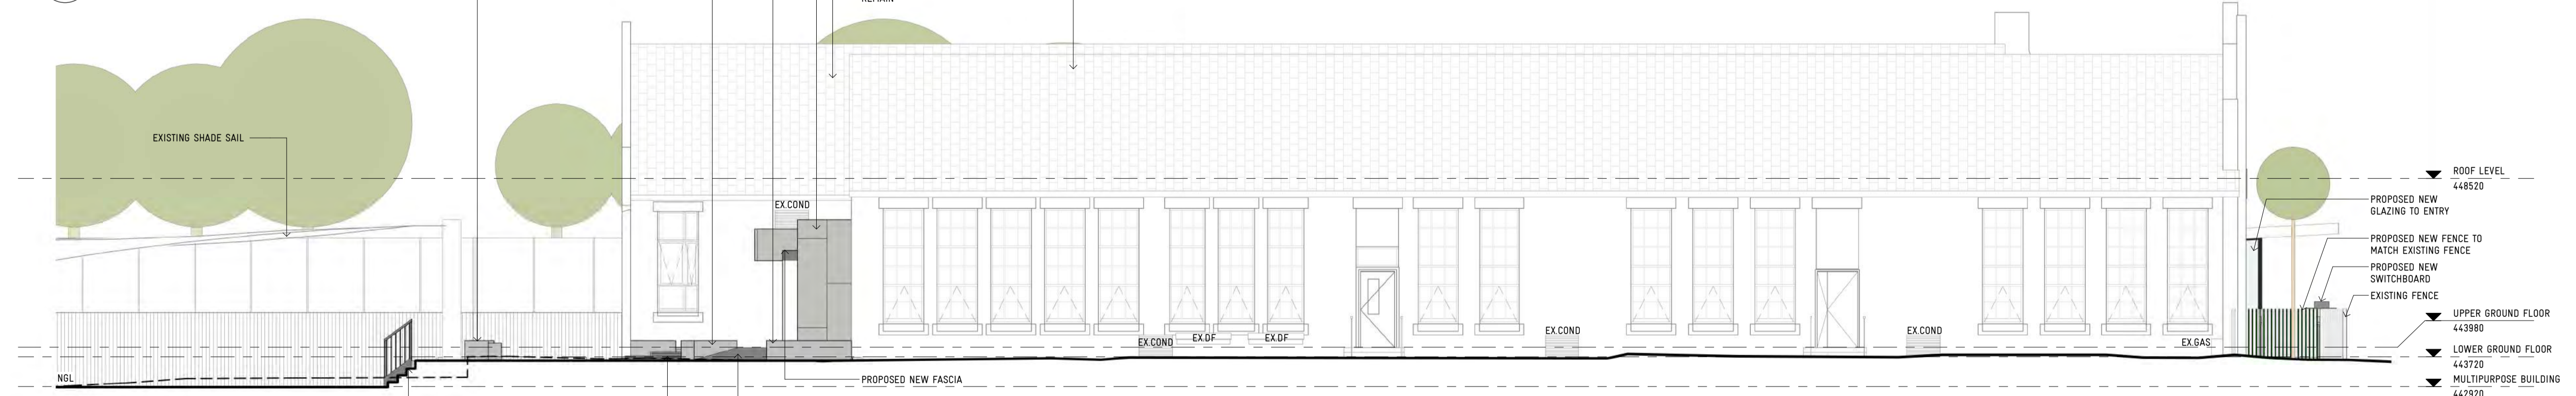 REMAIN
EXISTING SHADE SAIL
EX.COND
ROOF LEVEL
448520
PROPOSED NEW
GLAZING TO ENTRY
PROPOSED NEW FENCE TO
MATCH EXISTING FENCE
PROPOSED NEW
SWITCHBOARD
EXISTING FENCE
UPPER GROUND FLOOR
443980
EX.COND
EX.DF
EX.DF
EX.COND
EX.COND
EX.GAS
LOWER GROUND FLOOR
443720
NGL
PROPOSED NEW FASCIA
MULTIPURPOSE BUILDING
442920